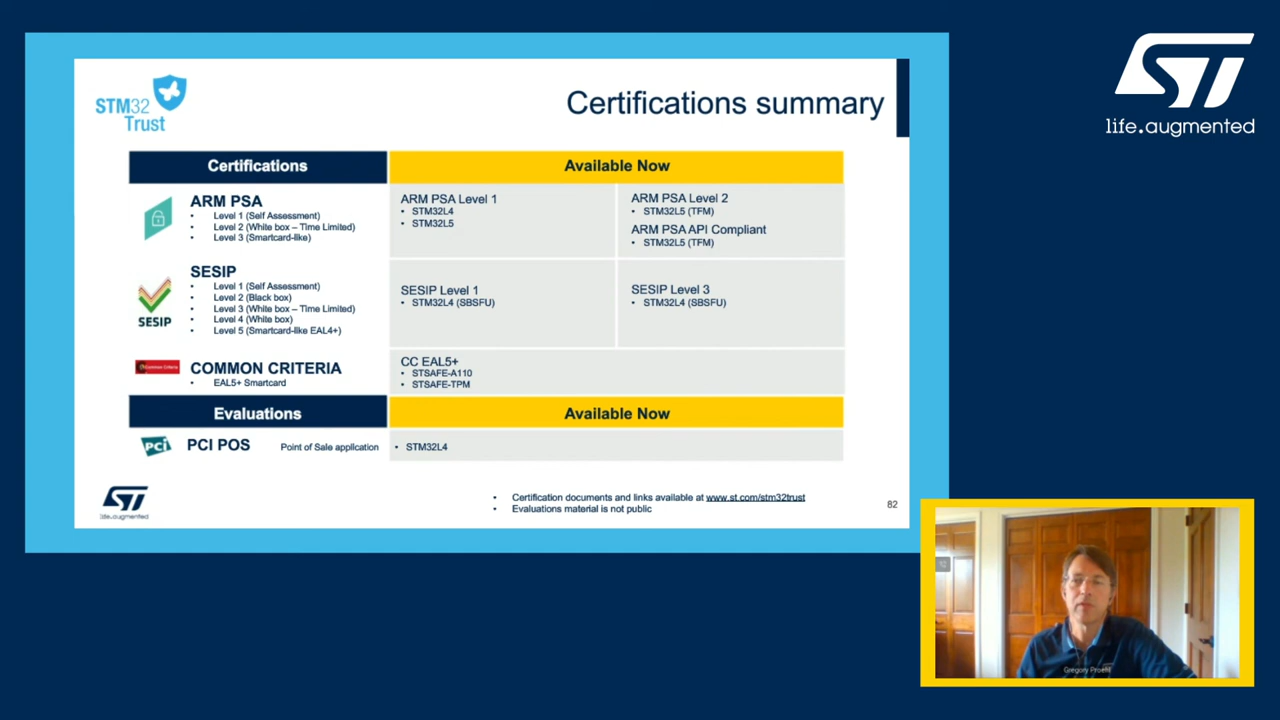 ST
life.augmented
STM32
Trust
Certifications summary
Certifications
Available Now
ARM PSA
• Level 1 (Self Assessment)
• Level 2 (White box – Time Limited)
• Level 3 (Smartcard-like)
ARM PSA Level 1
• STM32L4
• STM32L5
ARM PSA Level 2
• STM32L5 (TFM)
ARM PSA API Compliant
• STM32L5 (TFM)
SESIP
SESIP
• Level 1 (Self Assessment)
• Level 2 (Black box)
• Level 3 (White box – Time Limited)
• Level 4 (White box)
• Level 5 (Smartcard-like EAL4+)
SESIP Level 1
• STM32L4 (SBSFU)
SESIP Level 3
• STM32L4 (SBSFU)
Common Criteria
COMMON CRITERIA
• EAL5+ Smartcard
CC EAL5+
• STSAFE-A110
• STSAFE-TPM
Evaluations
Available Now
PCi
PCI POS
Point of Sale application
• STM32L4
ST
life.augmented
• Certification documents and links available at www.st.com/stm32trust
• Evaluations material is not public
82
Gregory